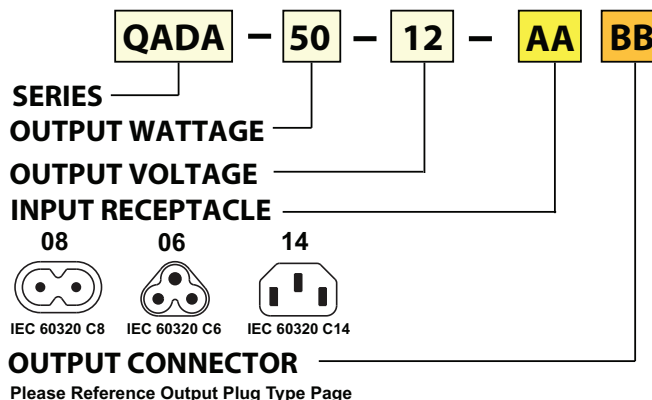 QADA - 50 - 12 - AA BB
SERIES
OUTPUT WATTAGE
OUTPUT VOLTAGE
INPUT RECEPTACLE
08 06 14
IEC 60320 C8 IEC 60320 C6 IEC 60320 C14
OUTPUT CONNECTOR
Please Reference Output Plug Type Page